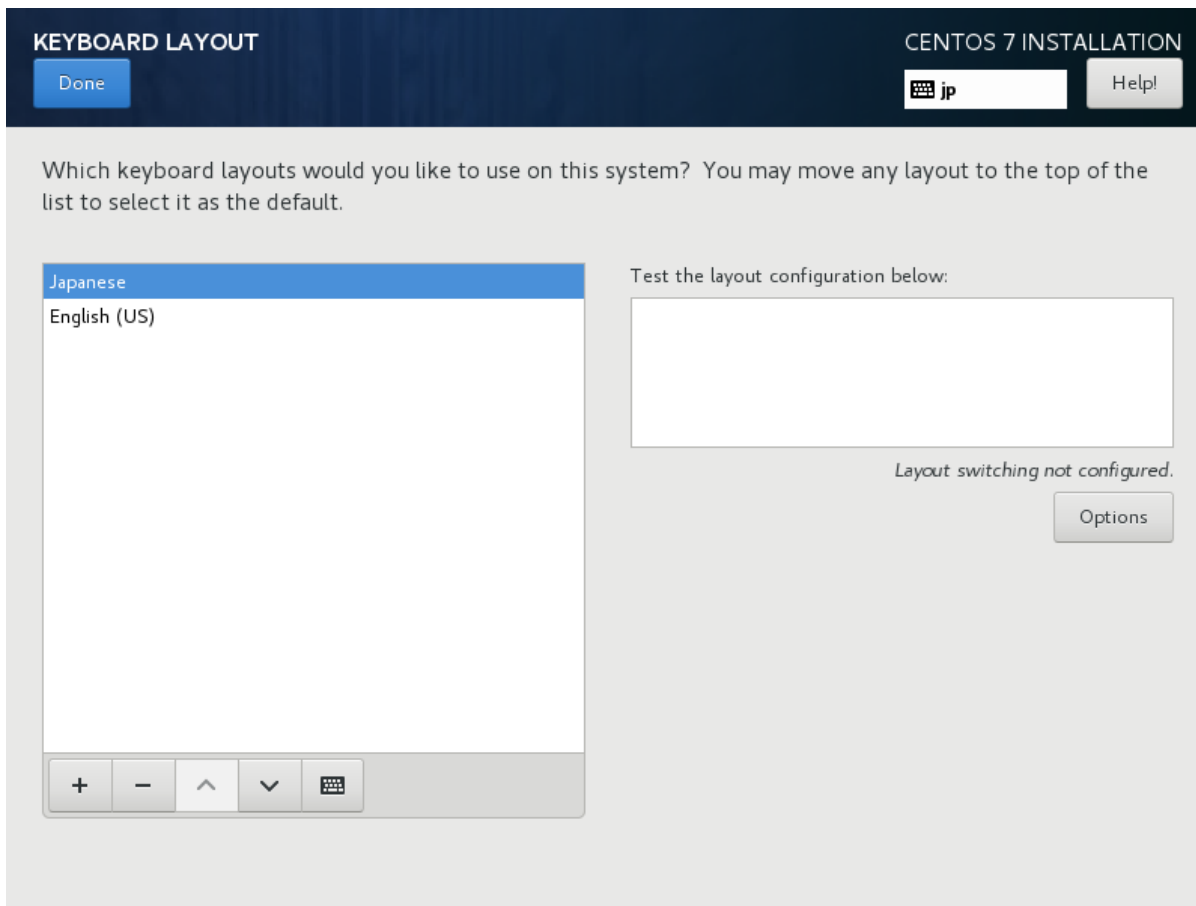 KEYBOARD LAYOUT
CENTOS 7 INSTALLATION
Done
jp
Help!
Which keyboard layouts would you like to use on this system? You may move any layout to the top of the
list to select it as the default.
Japanese
English (US)
Test the layout configuration below:
Layout switching not configured.
Options